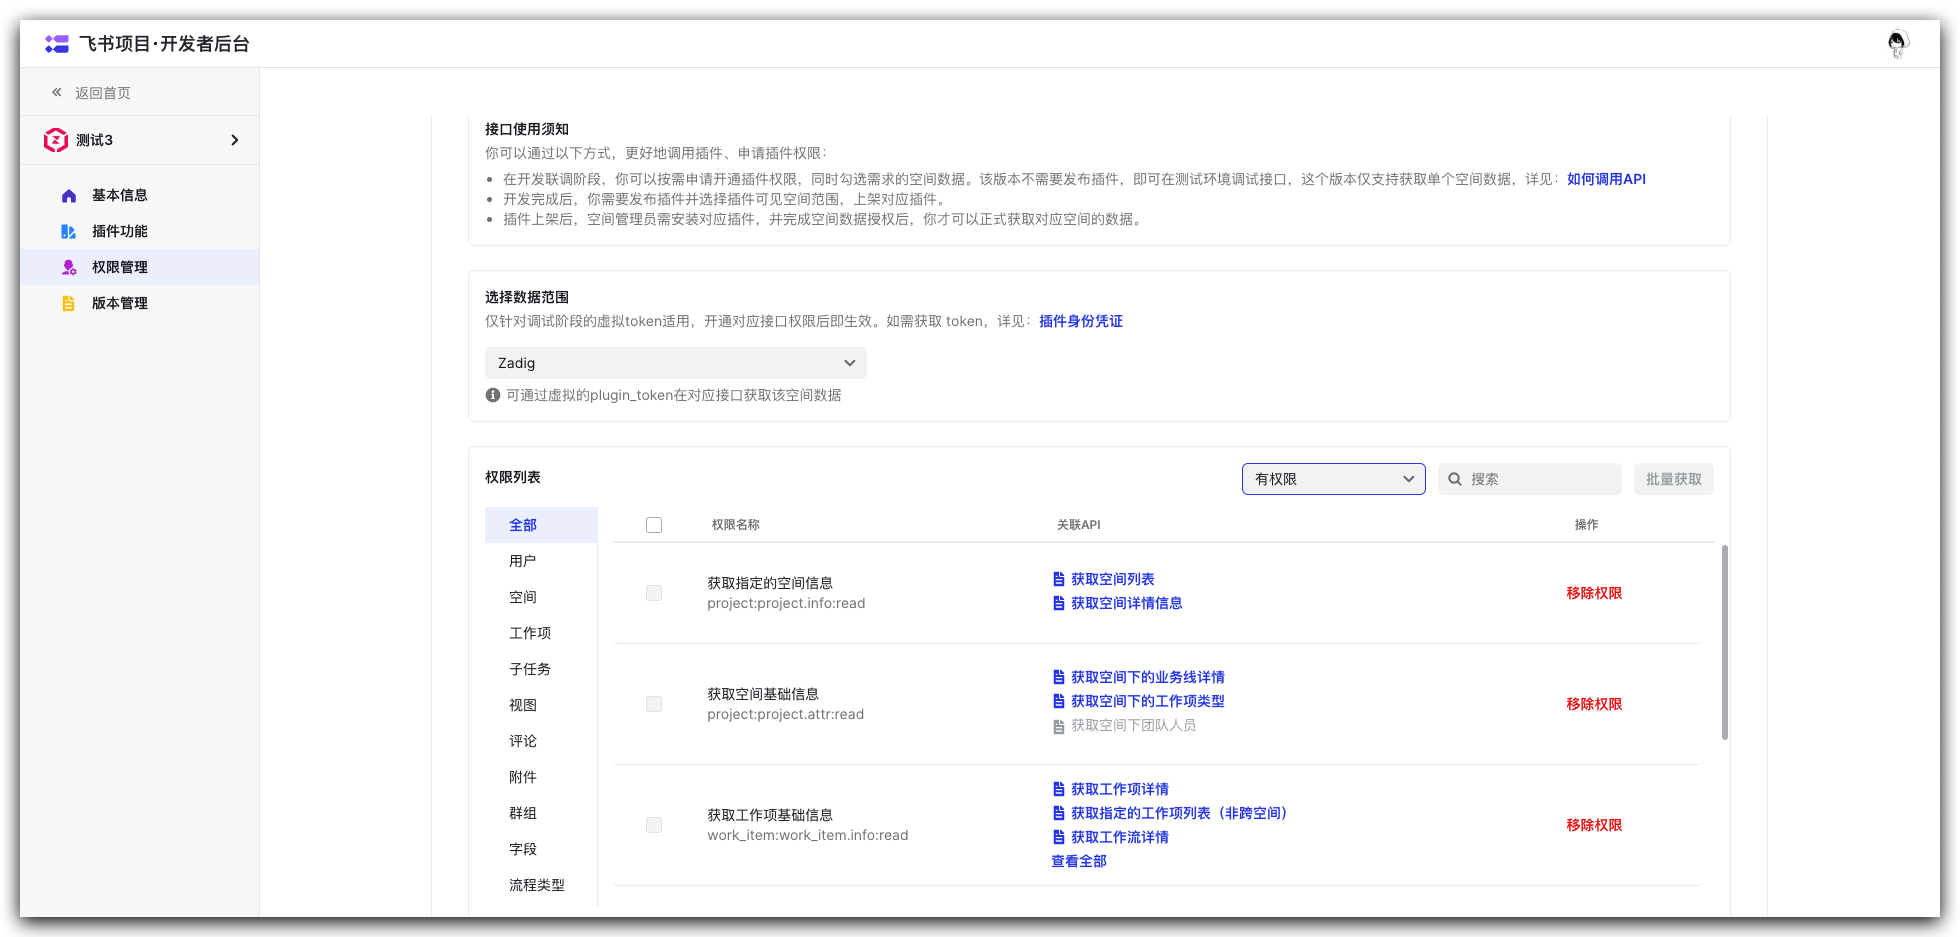 飞书项目·开发者后台
返回首页
测试3
基本信息
插件功能
权限管理
版本管理
接口使用须知
你可以通过以下方式，更好地调用插件、申请插件权限：
在开发联调阶段，你可以按需申请开通插件权限，同时勾选需求的空间数据。该版本不需要发布插件，即可在测试环境调试接口，这个版本仅支持获取单个空间数据，详见：如何调用API
开发完成后，你需要发布插件并选择插件可见空间范围，上架对应插件。
插件上架后，空间管理员需安装对应插件，并完成空间数据授权后，你才可以正式获取对应空间的数据。
选择数据范围
仅针对调试阶段的虚拟token适用，开通对应接口权限后即生效。如需获取 token，详见：插件身份凭证
Zadig
可通过虚拟的plugin_token在对应接口获取该空间数据
权限列表
有权限
搜索
批量获取
全部
用户
空间
工作项
子任务
视图
评论
附件
群组
字段
流程类型
权限名称
关联API
操作
获取指定的空间信息
project:project.info:read
获取空间列表
获取空间详情信息
移除权限
获取空间基础信息
project:project.attr:read
获取空间下的业务线详情
获取空间下的工作项类型
获取空间下团队人员
移除权限
获取工作项基础信息
work_item:work_item.info:read
获取工作项详情
获取指定的工作项列表（非跨空间）
获取工作流详情
查看全部
移除权限